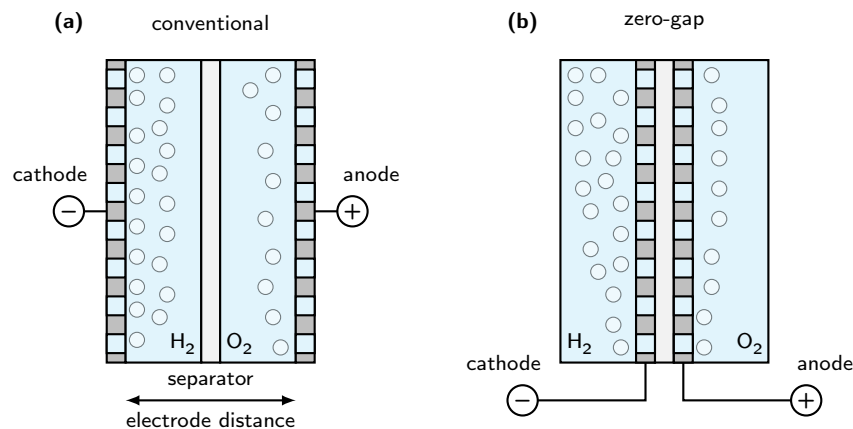 (a)
conventional
cathode
−
anode
+
H₂
O₂
separator
electrode distance
(b)
zero-gap
H₂
O₂
cathode
−
anode
+